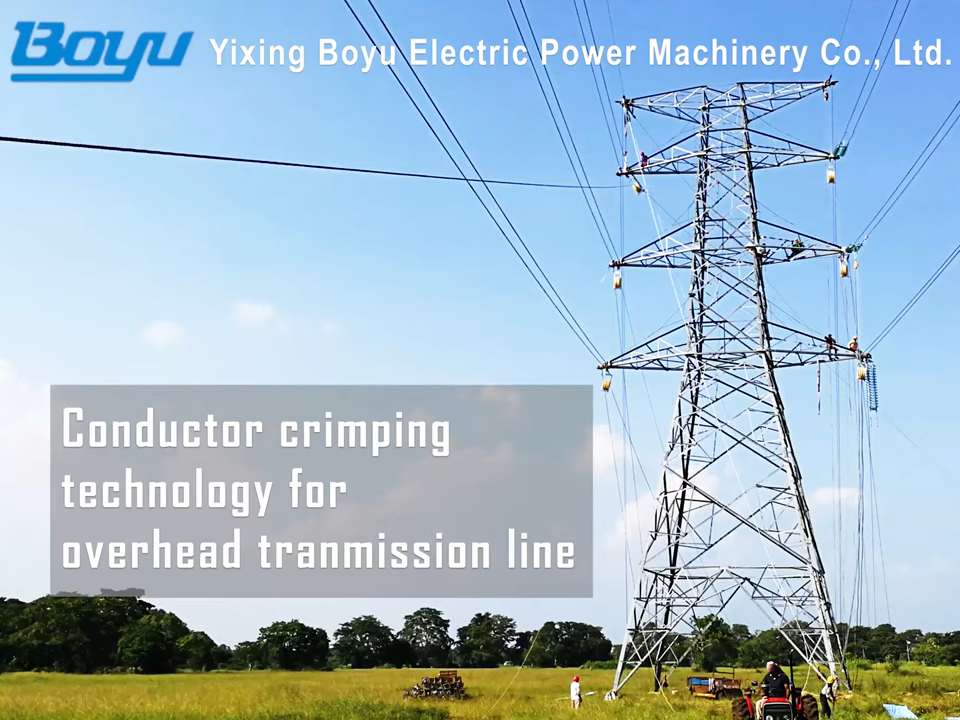 Boyu Yixing Boyu Electric Power Machinery Co., Ltd.
Conductor crimping
technology for
overhead tranmission line